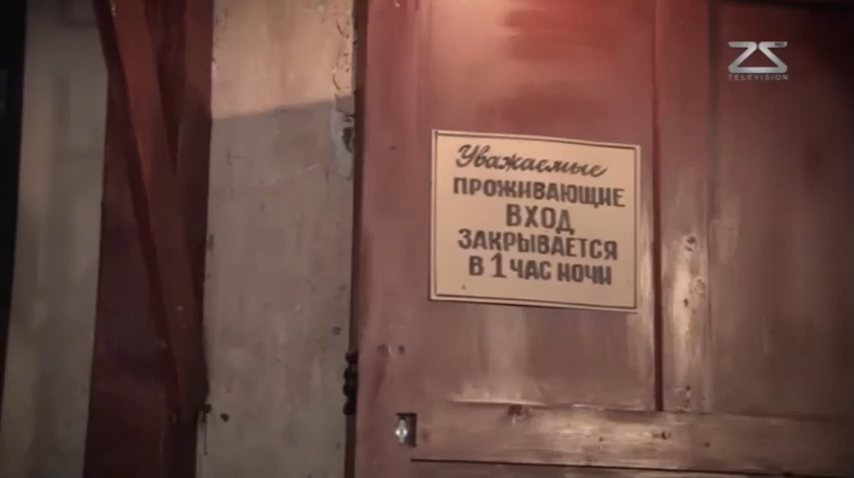 ZS
TELEVISION
Уважаемые
ПРОЖИВАЮЩИЕ
ВХОД
ЗАКРЫВАЕТСЯ
В 1 ЧАС НОЧИ